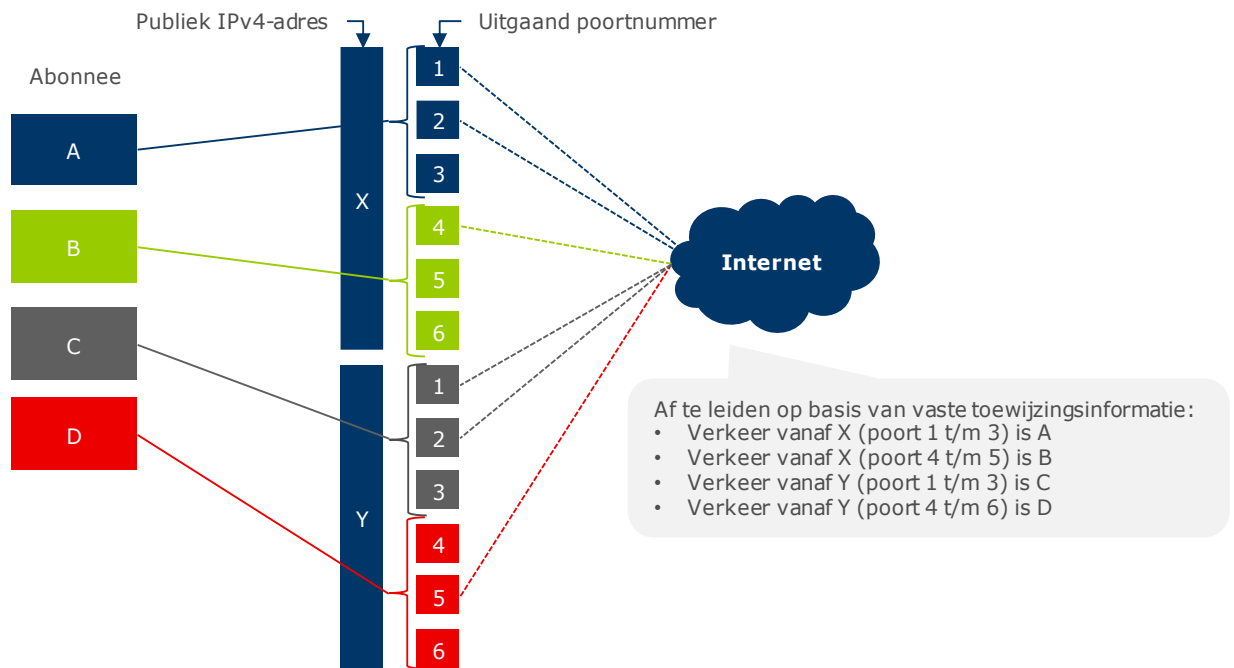 Publiek IPv4-adres
Uitgaand poortnummer
Abonnee
A
B
C
D
X
Y
1
2
3
4
5
6
1
2
3
4
5
6
Internet
Af te leiden op basis van vaste toewijzingsinformatie:
• Verkeer vanaf X (poort 1 t/m 3) is A
• Verkeer vanaf X (poort 4 t/m 5) is B
• Verkeer vanaf Y (poort 1 t/m 3) is C
• Verkeer vanaf Y (poort 4 t/m 6) is D